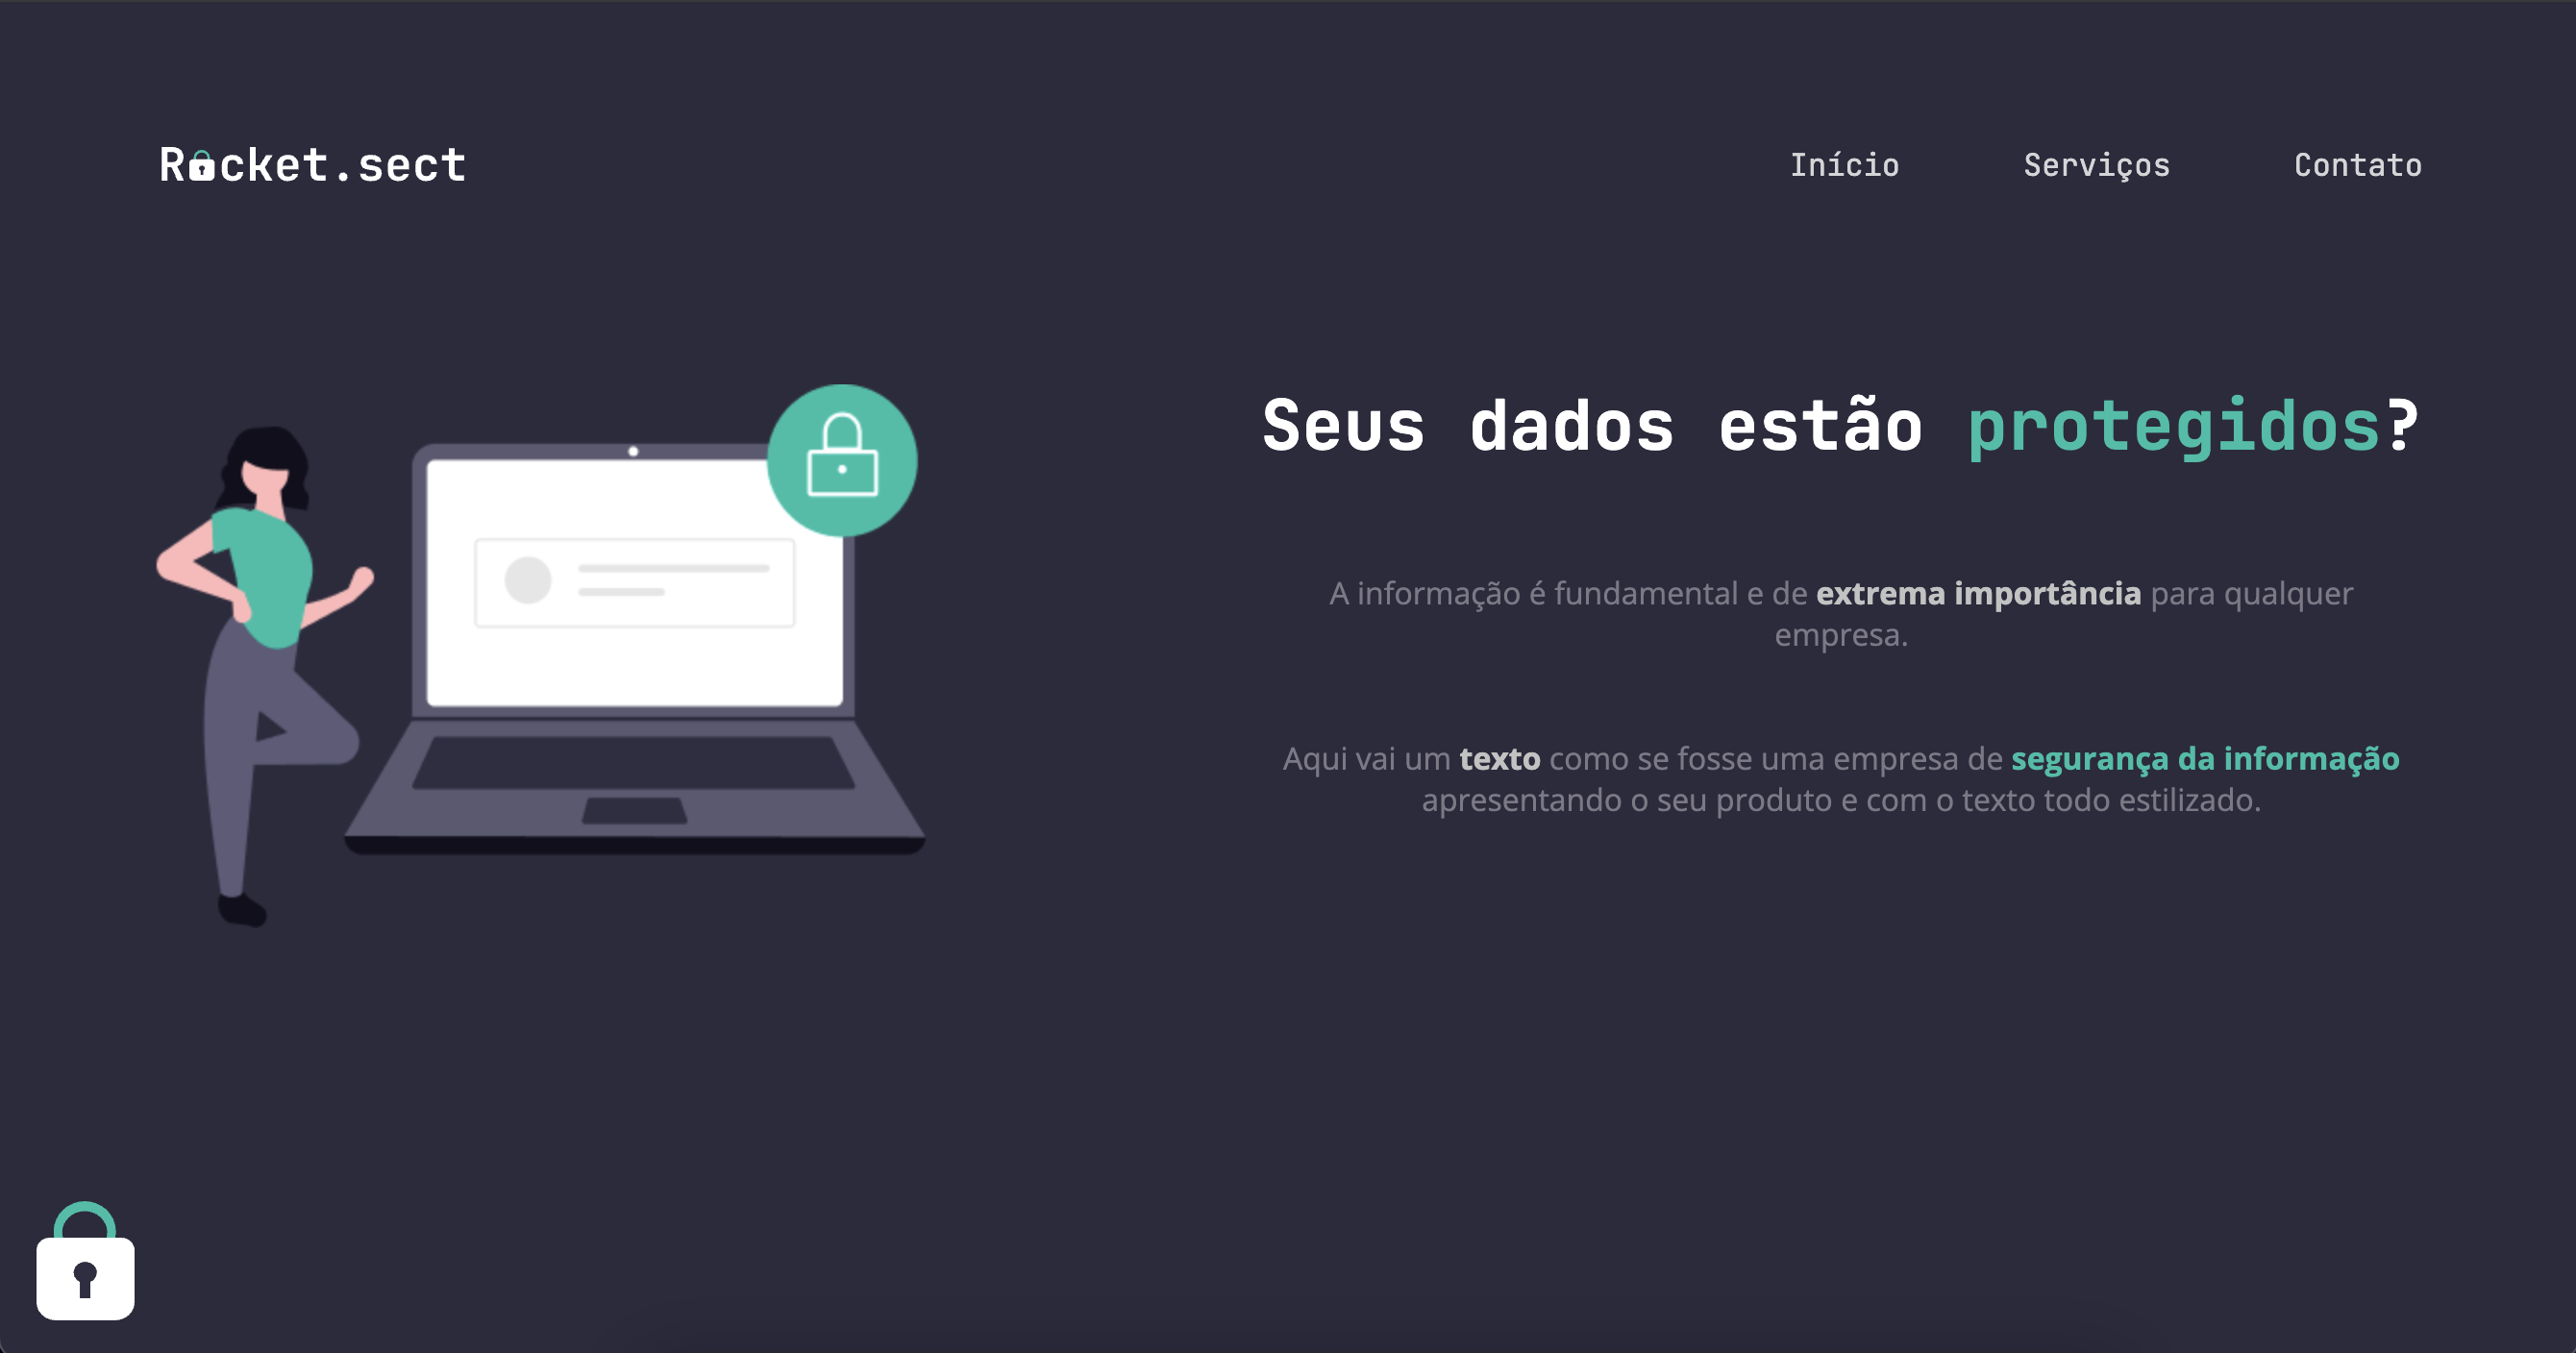 Rocket.sect
Início
Serviços
Contato
Seus dados estão protegidos?
A informação é fundamental e de extrema importância para qualquer
empresa.
Aqui vai um texto como se fosse uma empresa de segurança da informação
apresentando o seu produto e com o texto todo estilizado.